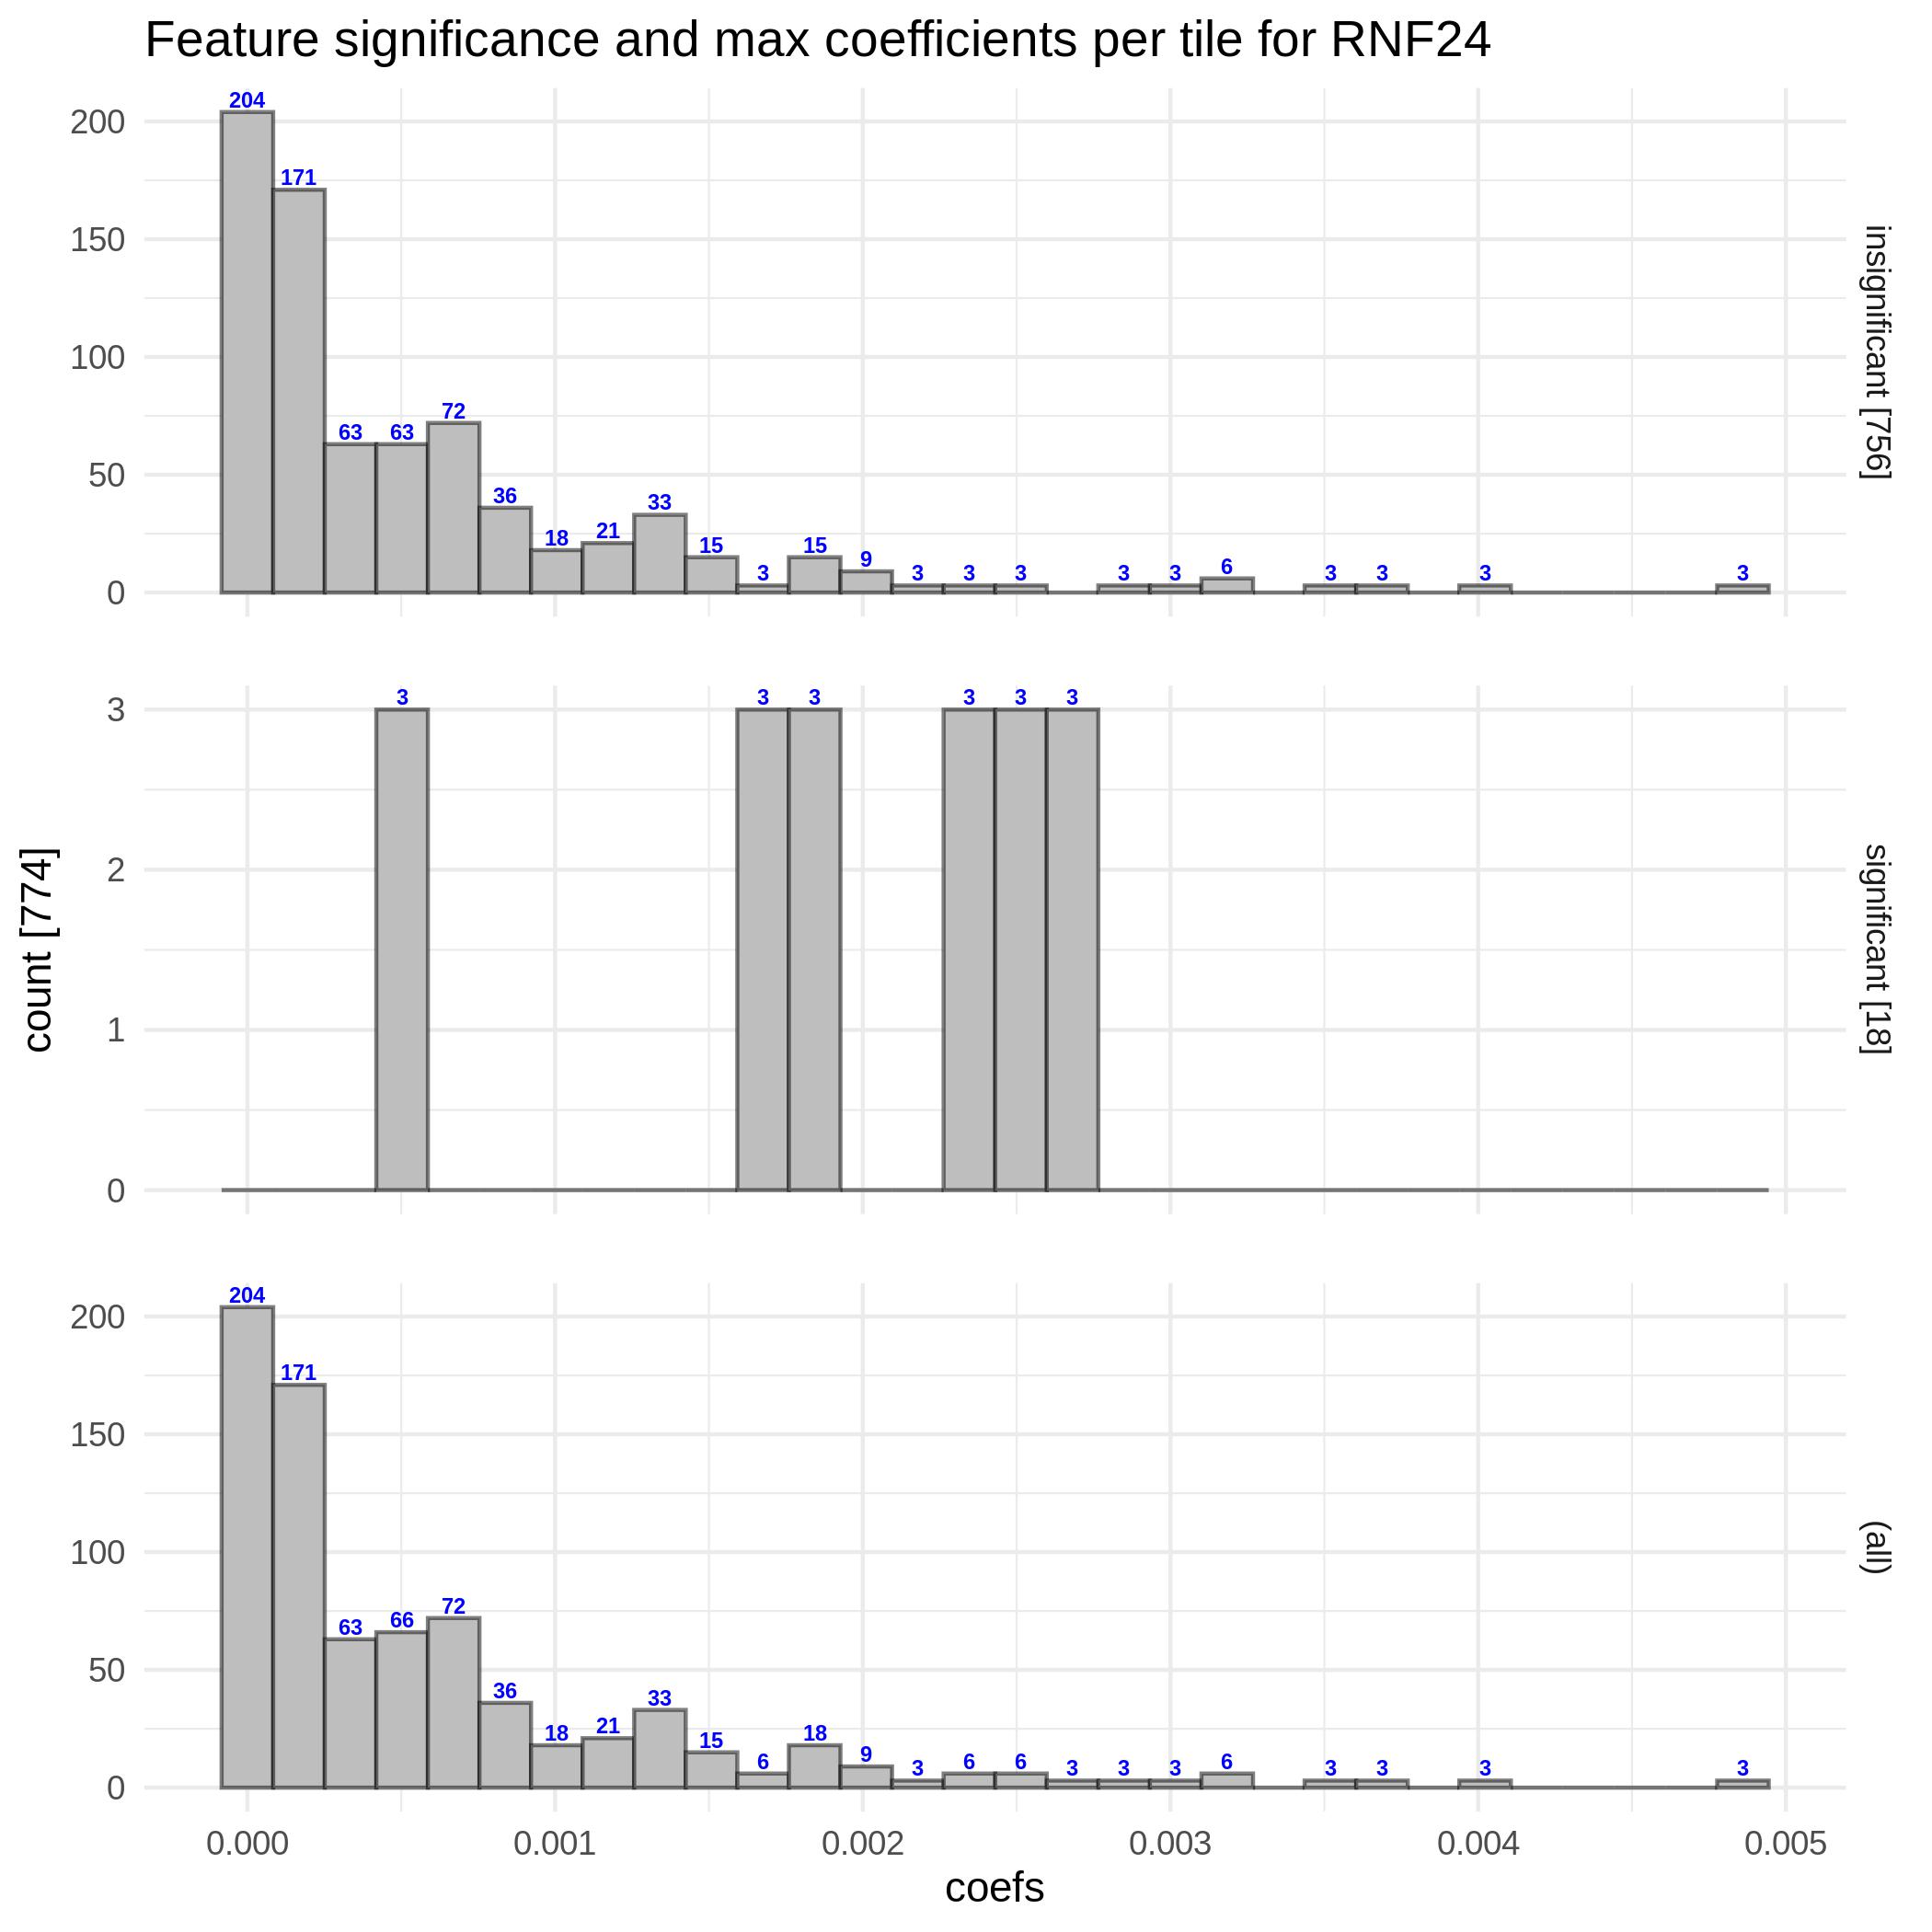 Feature significance and max coefficients per tile for RNF24
204
171
63 63 72 36 18 21 33 15 3 15 9 3 3 3 3 3 6 3 3 3 3
200
150
100
50
0
insignificant [756]
3 3 3 3 3 3
3
2
1
0
count [774]
significant [18]
204
171
63 66 72 36 18 21 33 15 6 18 9 3 6 6 3 3 3 6 3 3 3 3
200
150
100
50
0
(all)
0.000 0.001 0.002 0.003 0.004 0.005
coefs